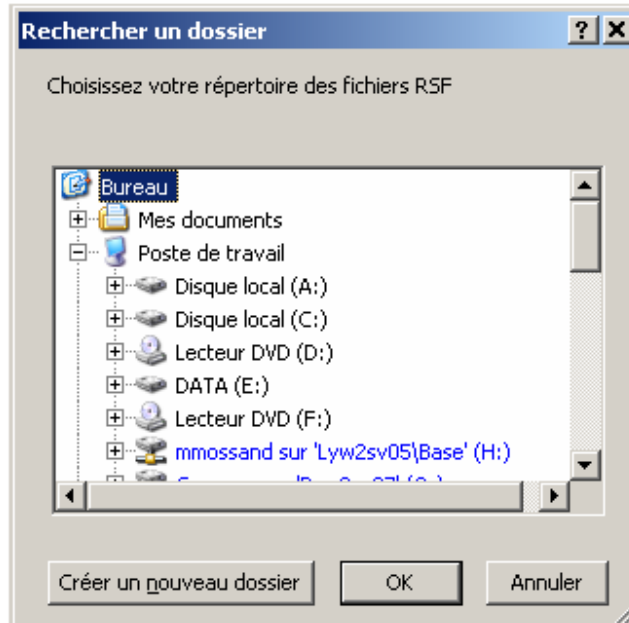 Rechercher un dossier
Choisissez votre répertoire des fichiers RSF
Bureau
Mes documents
Poste de travail
Disque local (A:)
Disque local (C:)
Lecteur DVD (D:)
DATA (E:)
Lecteur DVD (F:)
mmossand sur 'Lyw2sv05\Base' (H:)
Créer un nouveau dossier
OK
Annuler